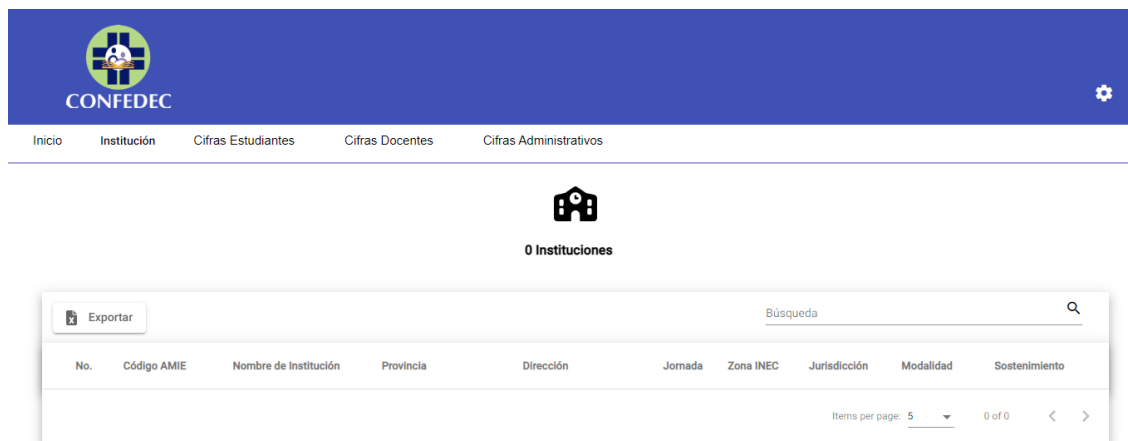 CONFEDEC
Inicio Institución Cifras Estudiantes Cifras Docentes Cifras Administrativos
0 Instituciones
Exportar Búsqueda
No. Código AMIE Nombre de Institución Provincia Dirección Jornada Zona INEC Jurisdicción Modalidad Sostenimiento
Items per page: 5 0 of 0